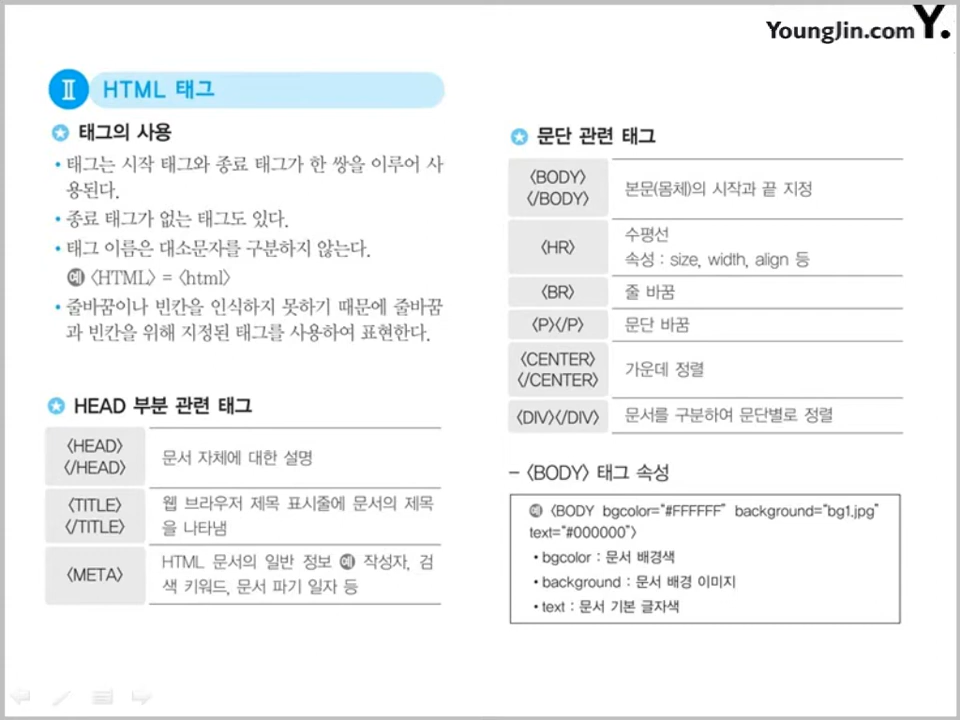 YoungJin.com Y.
Ⅱ HTML 태그
태그의 사용
• 태그는 시작 태그와 종료 태그가 한 쌍을 이루어 사
용된다.
• 종료 태그가 없는 태그도 있다.
• 태그 이름은 대소문자를 구분하지 않는다.
예 〈HTML〉 = 〈html〉
• 줄바꿈이나 빈칸을 인식하지 못하기 때문에 줄바꿈
과 빈칸을 위해 지정된 태그를 사용하여 표현한다.
HEAD 부분 관련 태그
〈HEAD〉
〈/HEAD〉
문서 자체에 대한 설명
〈TITLE〉
〈/TITLE〉
웹 브라우저 제목 표시줄에 문서의 제목
을 나타냄
〈META〉
HTML 문서의 일반 정보 예 작성자, 검
색 키워드, 문서 파기 일자 등
문단 관련 태그
〈BODY〉
〈/BODY〉
본문(몸체)의 시작과 끝 지정
〈HR〉
수평선
속성 : size, width, align 등
〈BR〉
줄 바꿈
〈P〉〈/P〉
문단 바꿈
〈CENTER〉
〈/CENTER〉
가운데 정렬
〈DIV〉〈/DIV〉
문서를 구분하여 문단별로 정렬
– 〈BODY〉 태그 속성
예 〈BODY bgcolor="#FFFFFF" background="bg1.jpg"
text="#000000"〉
• bgcolor : 문서 배경색
• background : 문서 배경 이미지
• text : 문서 기본 글자색